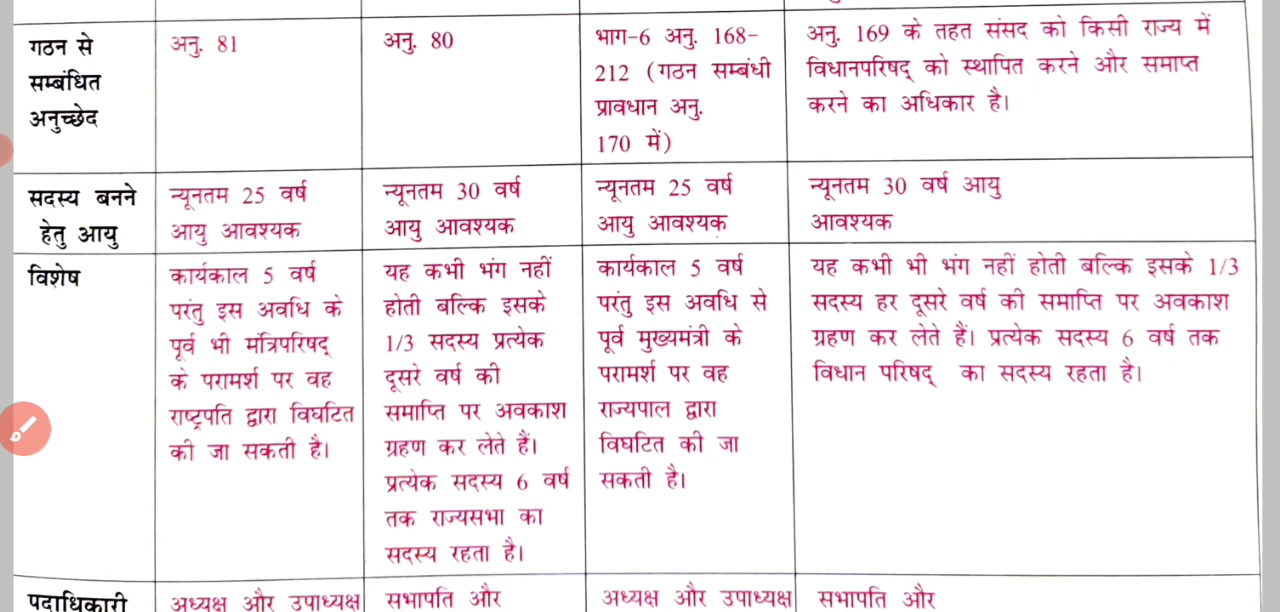 गठन से
सम्बंधित
अनुच्छेद
अनु. 81
अनु. 80
भाग-6 अनु. 168-
212 (गठन सम्बंधी
प्रावधान अनु.
170 में)
अनु. 169 के तहत संसद को किसी राज्य में
विधानपरिषद् को स्थापित करने और समाप्त
करने का अधिकार है।
सदस्य बनने
हेतु आयु
न्यूनतम 25 वर्ष
आयु आवश्यक
न्यूनतम 30 वर्ष
आयु आवश्यक
न्यूनतम 25 वर्ष
आयु आवश्यक
न्यूनतम 30 वर्ष आयु
आवश्यक
विशेष
कार्यकाल 5 वर्ष
परंतु इस अवधि के
पूर्व भी मंत्रिपरिषद्
के परामर्श पर वह
राष्ट्रपति द्वारा विघटित
की जा सकती है।
यह कभी भंग नहीं
होती बल्कि इसके
1/3 सदस्य प्रत्येक
दूसरे वर्ष की
समाप्ति पर अवकाश
ग्रहण कर लेते हैं।
प्रत्येक सदस्य 6 वर्ष
तक राज्यसभा का
सदस्य रहता है।
कार्यकाल 5 वर्ष
परंतु इस अवधि से
पूर्व मुख्यमंत्री के
परामर्श पर वह
राज्यपाल द्वारा
विघटित की जा
सकती है।
यह कभी भी भंग नहीं होती बल्कि इसके 1/3
सदस्य हर दूसरे वर्ष की समाप्ति पर अवकाश
ग्रहण कर लेते हैं। प्रत्येक सदस्य 6 वर्ष तक
विधान परिषद् का सदस्य रहता है।
पदाधिकारी
अध्यक्ष और उपाध्यक्ष
सभापति और
अध्यक्ष और उपाध्यक्ष
सभापति और